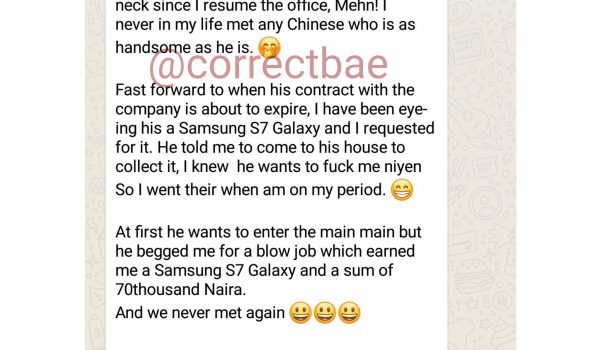 neck since I resume the office, Mehn! I
never in my life met any Chinese who is as
handsome as he is. 🤭
@correctbae
Fast forward to when his contract with the
company is about to expire, I have been eye-
ing his a Samsung S7 Galaxy and I requested
for it. He told me to come to his house to
collect it, I knew  he wants to fuck me niyen
So I went their when am on my period. 😁
At first he wants to enter the main main but
he begged me for a blow job which earned
me a Samsung S7 Galaxy and a sum of
70thousand Naira.
And we never met again 😀😀😀